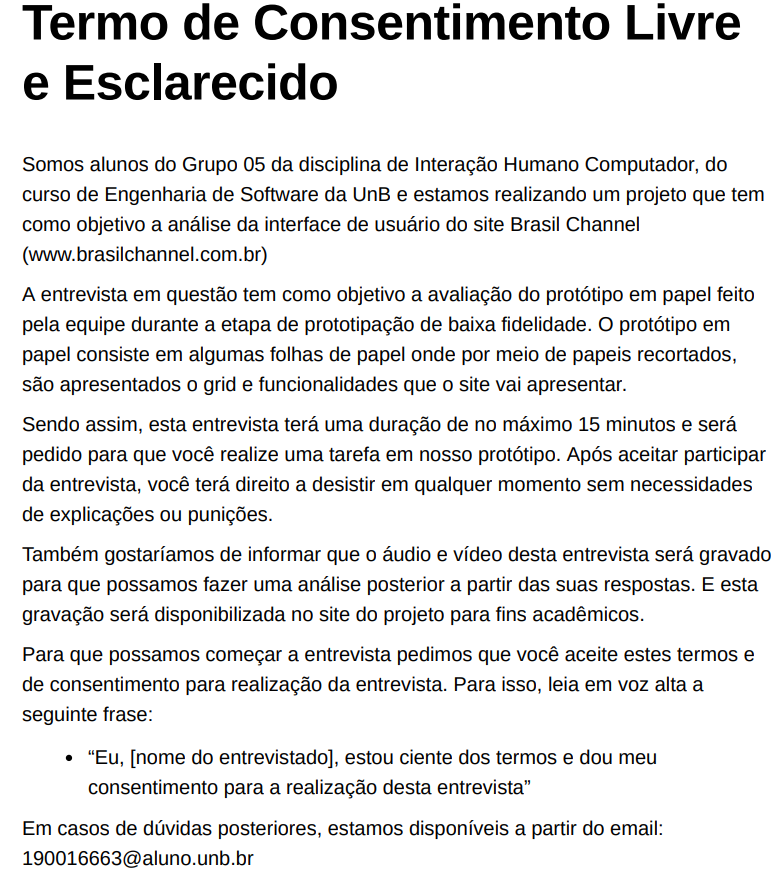 Termo de Consentimento Livre
e Esclarecido
Somos alunos do Grupo 05 da disciplina de Interação Humano Computador, do
curso de Engenharia de Software da UnB e estamos realizando um projeto que tem
como objetivo a análise da interface de usuário do site Brasil Channel
(www.brasilchannel.com.br)
A entrevista em questão tem como objetivo a avaliação do protótipo em papel feito
pela equipe durante a etapa de prototipação de baixa fidelidade. O protótipo em
papel consiste em algumas folhas de papel onde por meio de papeis recortados,
são apresentados o grid e funcionalidades que o site vai apresentar.
Sendo assim, esta entrevista terá uma duração de no máximo 15 minutos e será
pedido para que você realize uma tarefa em nosso protótipo. Após aceitar participar
da entrevista, você terá direito a desistir em qualquer momento sem necessidades
de explicações ou punições.
Também gostaríamos de informar que o áudio e vídeo desta entrevista será gravado
para que possamos fazer uma análise posterior a partir das suas respostas. E esta
gravação será disponibilizada no site do projeto para fins acadêmicos.
Para que possamos começar a entrevista pedimos que você aceite estes termos e
de consentimento para realização da entrevista. Para isso, leia em voz alta a
seguinte frase:
• “Eu, [nome do entrevistado], estou ciente dos termos e dou meu
consentimento para a realização desta entrevista”
Em casos de dúvidas posteriores, estamos disponíveis a partir do email:
190016663@aluno.unb.br